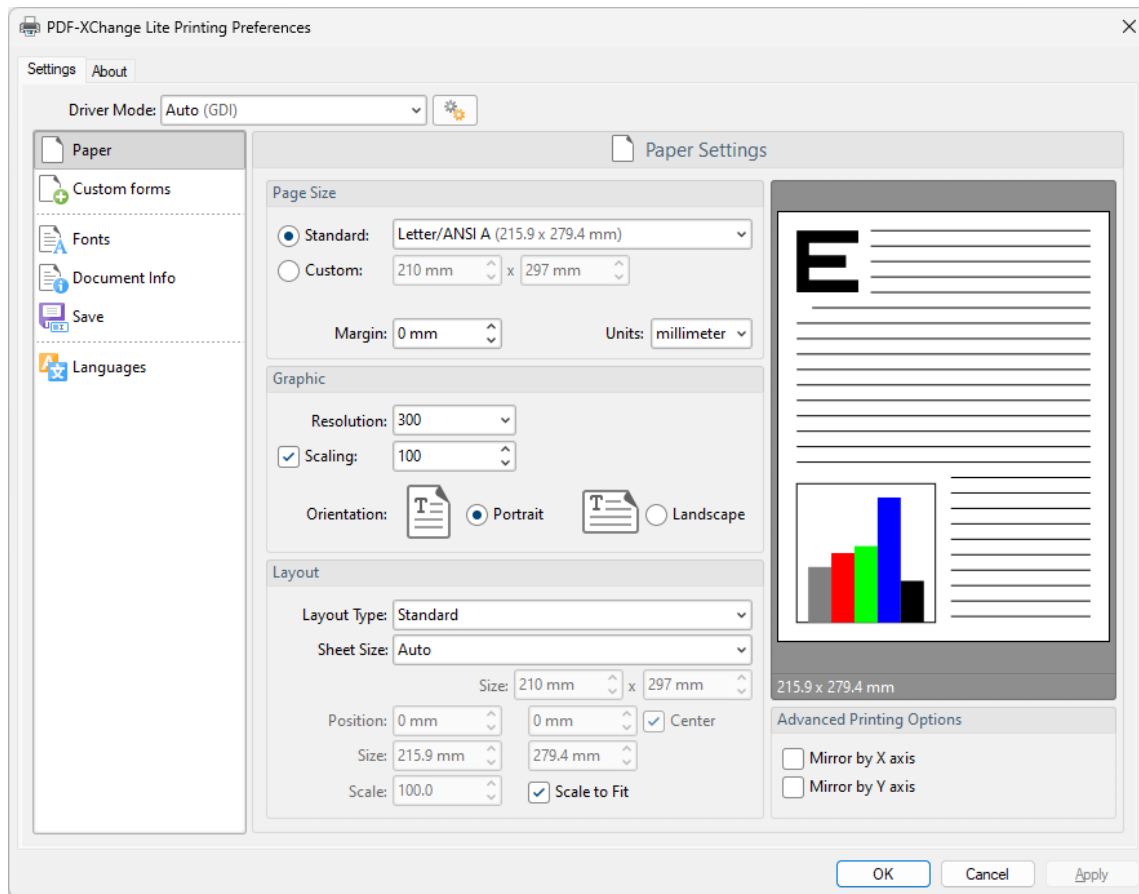 PDF-XChange Lite Printing Preferences
Settings About
Driver Mode: Auto (GDI)
Paper
Custom forms
Fonts
Document Info
Save
Languages
Paper Settings
Page Size
Standard: Letter/ANSI A (215.9 x 279.4 mm)
Custom: 210 mm x 297 mm
Margin: 0 mm Units: millimeter
Graphic
Resolution: 300
Scaling: 100
Orientation: T Portrait T Landscape
Layout
Layout Type: Standard
Sheet Size: Auto
Size: 210 mm x 297 mm
Position: 0 mm 0 mm Center
Size: 215.9 mm 279.4 mm
Scale: 100.0 Scale to Fit
E
215.9 x 279.4 mm
Advanced Printing Options
Mirror by X axis
Mirror by Y axis
OK Cancel Apply